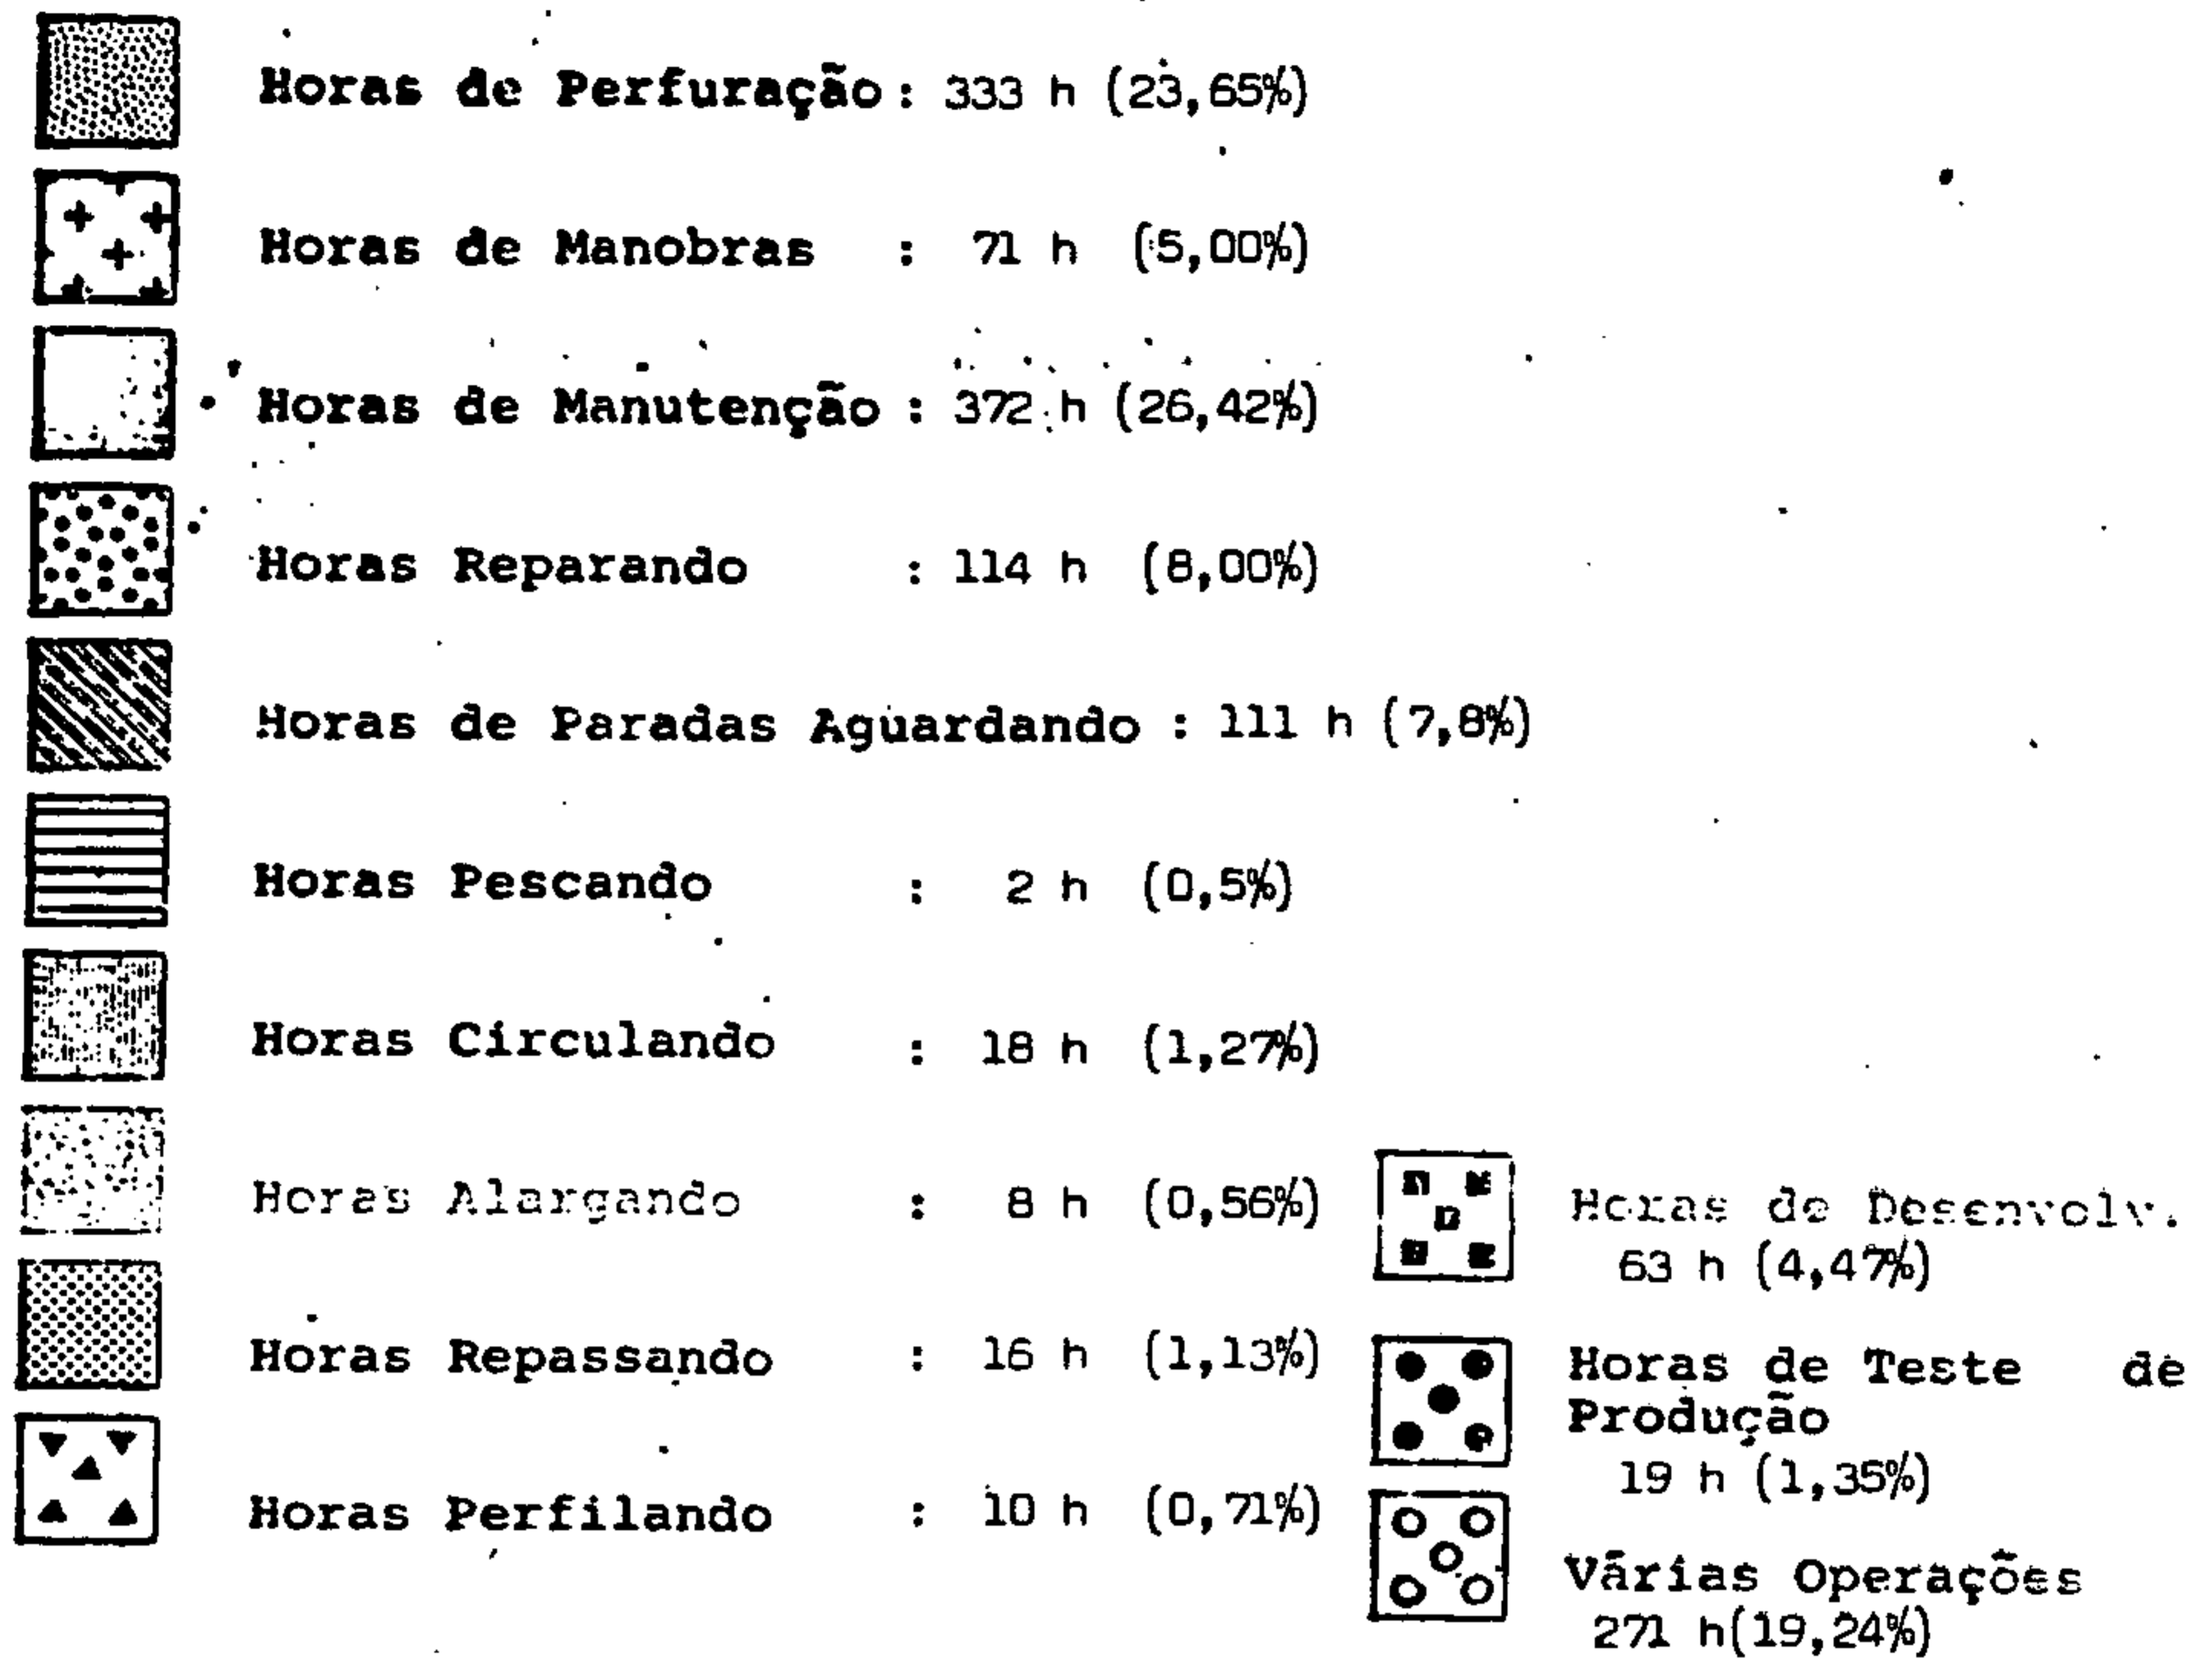 Horas de Perfuração : 333 h (23,65%)
Horas de Manobras : 71 h (5,00%)
Horas de Manutenção : 372 h (26,42%)
Horas Reparando : 114 h (8,00%)
Horas de Paradas Aguardando : 111 h (7,8%)
Horas Pescando : 2 h (0,5%)
Horas Circulando : 18 h (1,27%)
Horas Alargando : 8 h (0,56%)
Horas Repassando : 16 h (1,13%)
Horas Perfilando : 10 h (0,71%)
Horas de Desenvolv.
63 h (4,47%)
Horas de Teste de
Produção
19 h (1,35%)
Várias Operações
271 h(19,24%)